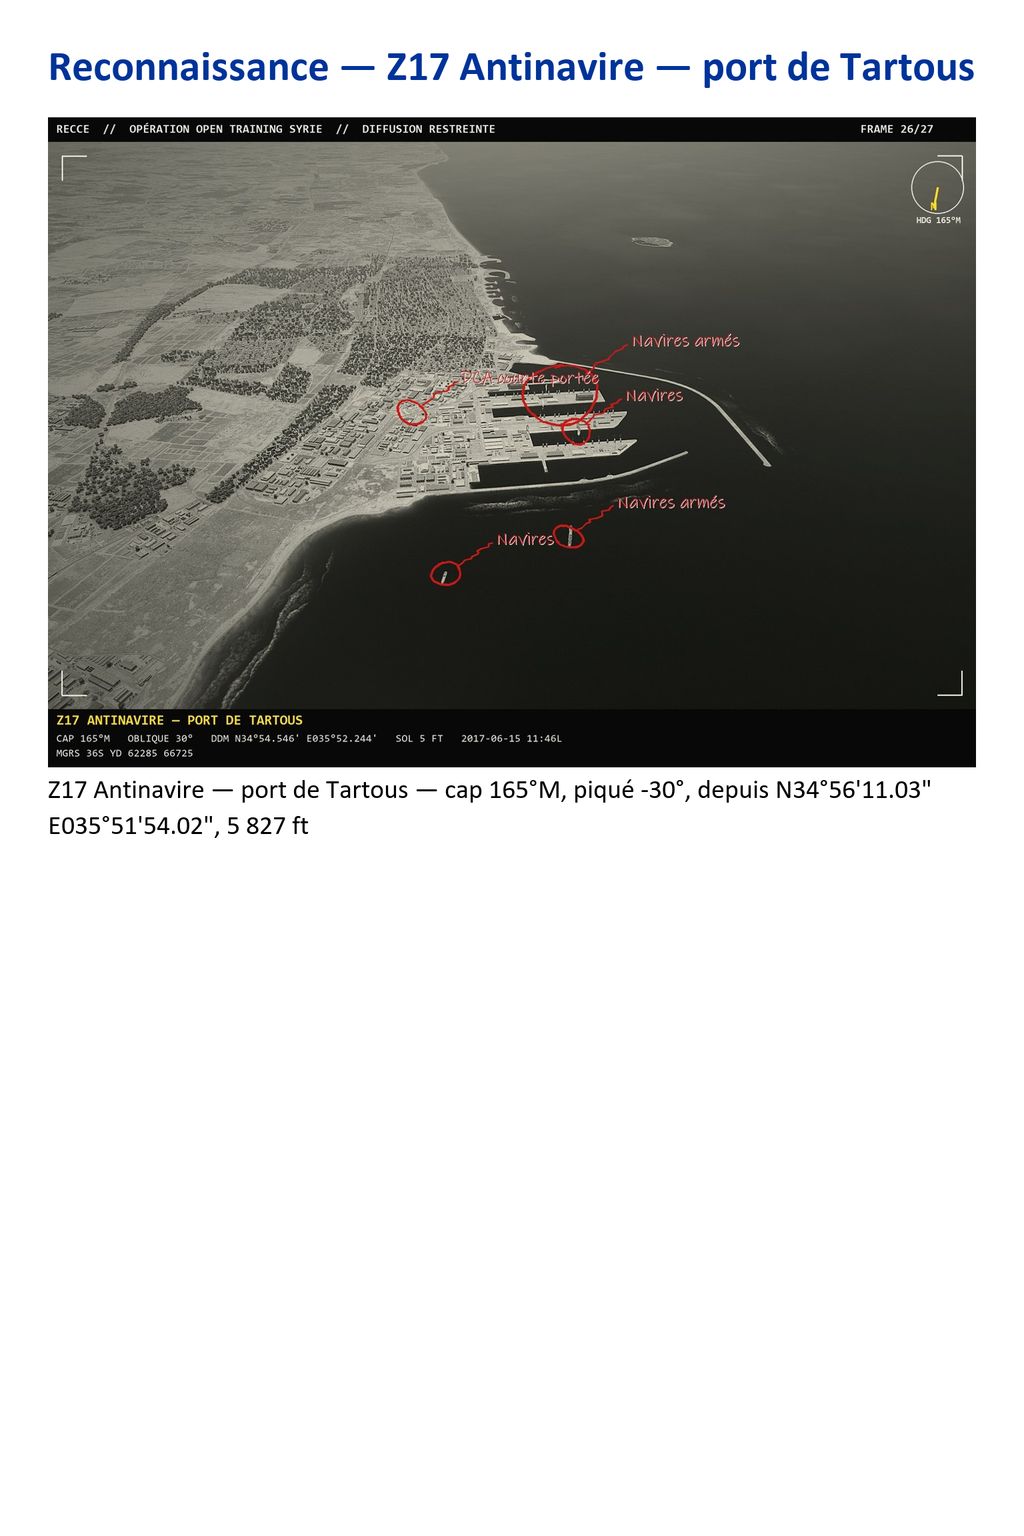 Reconnaissance — Z17 Antinavire — port de Tartous
RECCE // OPÉRATION OPEN TRAINING SYRIE // DIFFUSION RESTREINTE FRAME 26/27
N
HDG 165°M
Navires armés
DCA courte portée
Navires
Navires armés
Navires
Z17 ANTINAVIRE — PORT DE TARTOUS
CAP 165°M OBLIQUE 30° DDM N34°54.546' E035°52.244' SOL 5 FT 2017-06-15 11:46L
MGRS 36S YD 62285 66725
Z17 Antinavire — port de Tartous — cap 165°M, piqué -30°, depuis N34°56'11.03"
E035°51'54.02", 5 827 ft